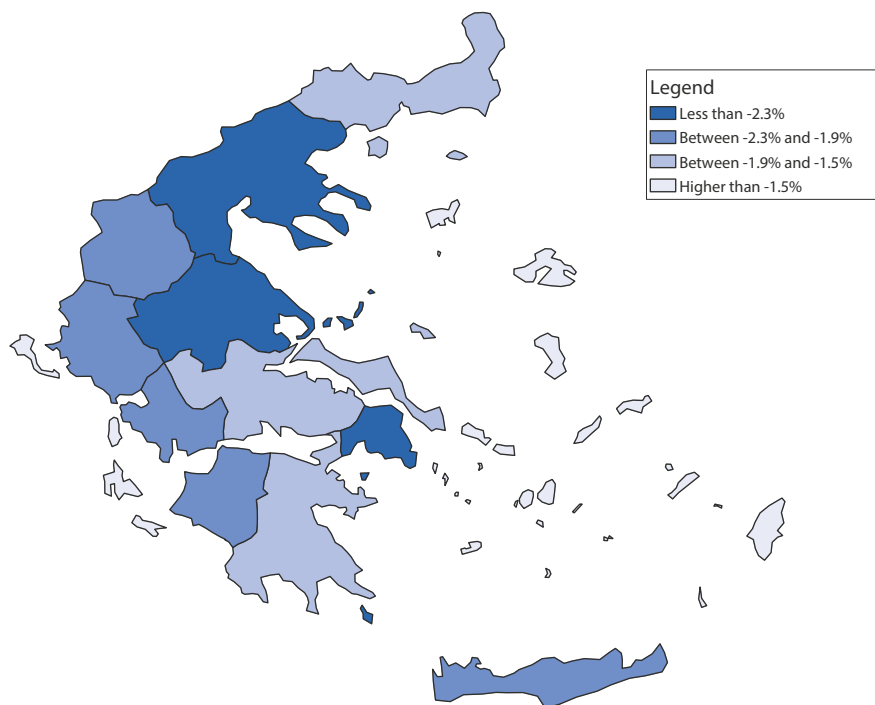 Legend
Less than -2.3%
Between -2.3% and -1.9%
Between -1.9% and -1.5%
Higher than -1.5%